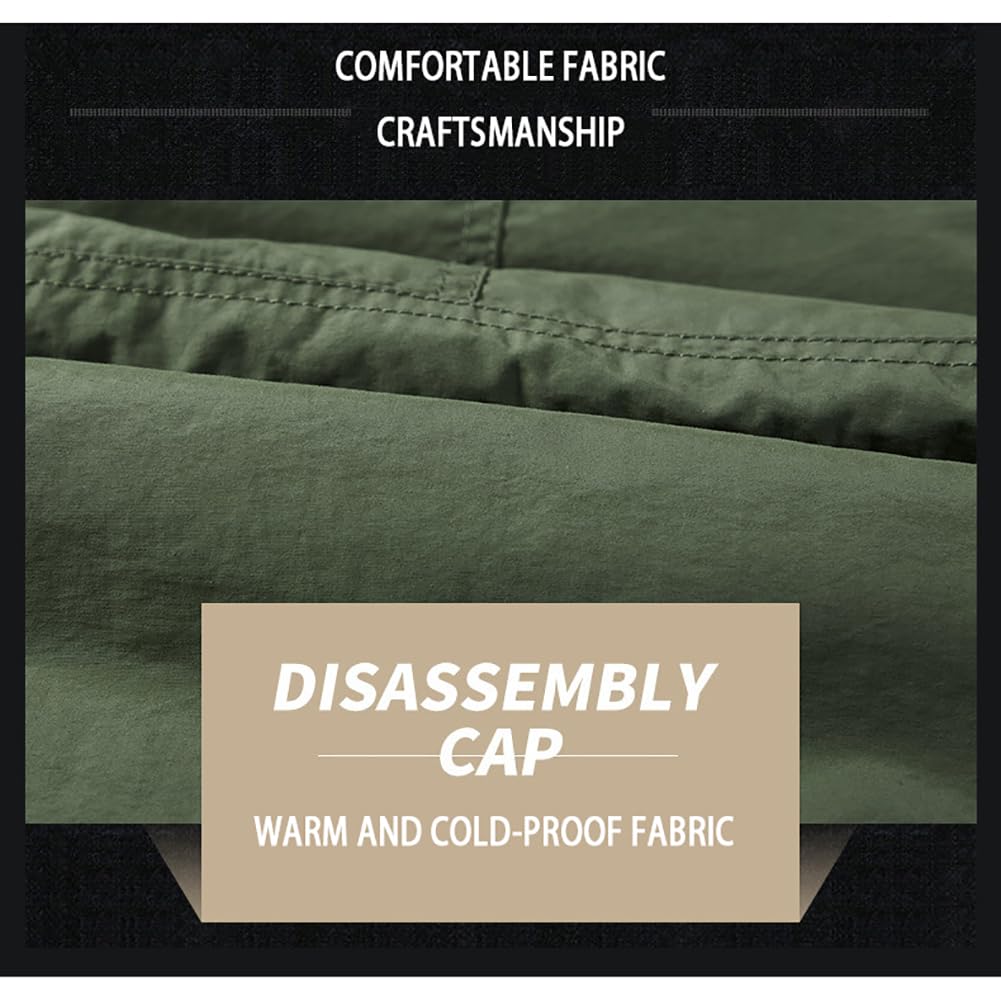 COMFORTABLE FABRIC
CRAFTSMANSHIP
DISASSEMBLY
CAP
WARM AND COLD-PROOF FABRIC